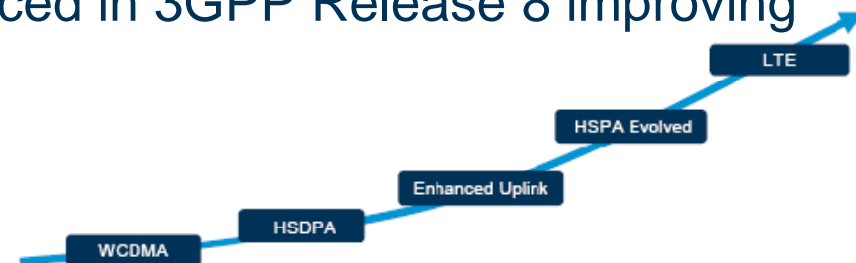 ced in 3GPP Release 8 improving
LTE
HSPA Evolved
Enhanced Uplink
HSDPA
WCDMA